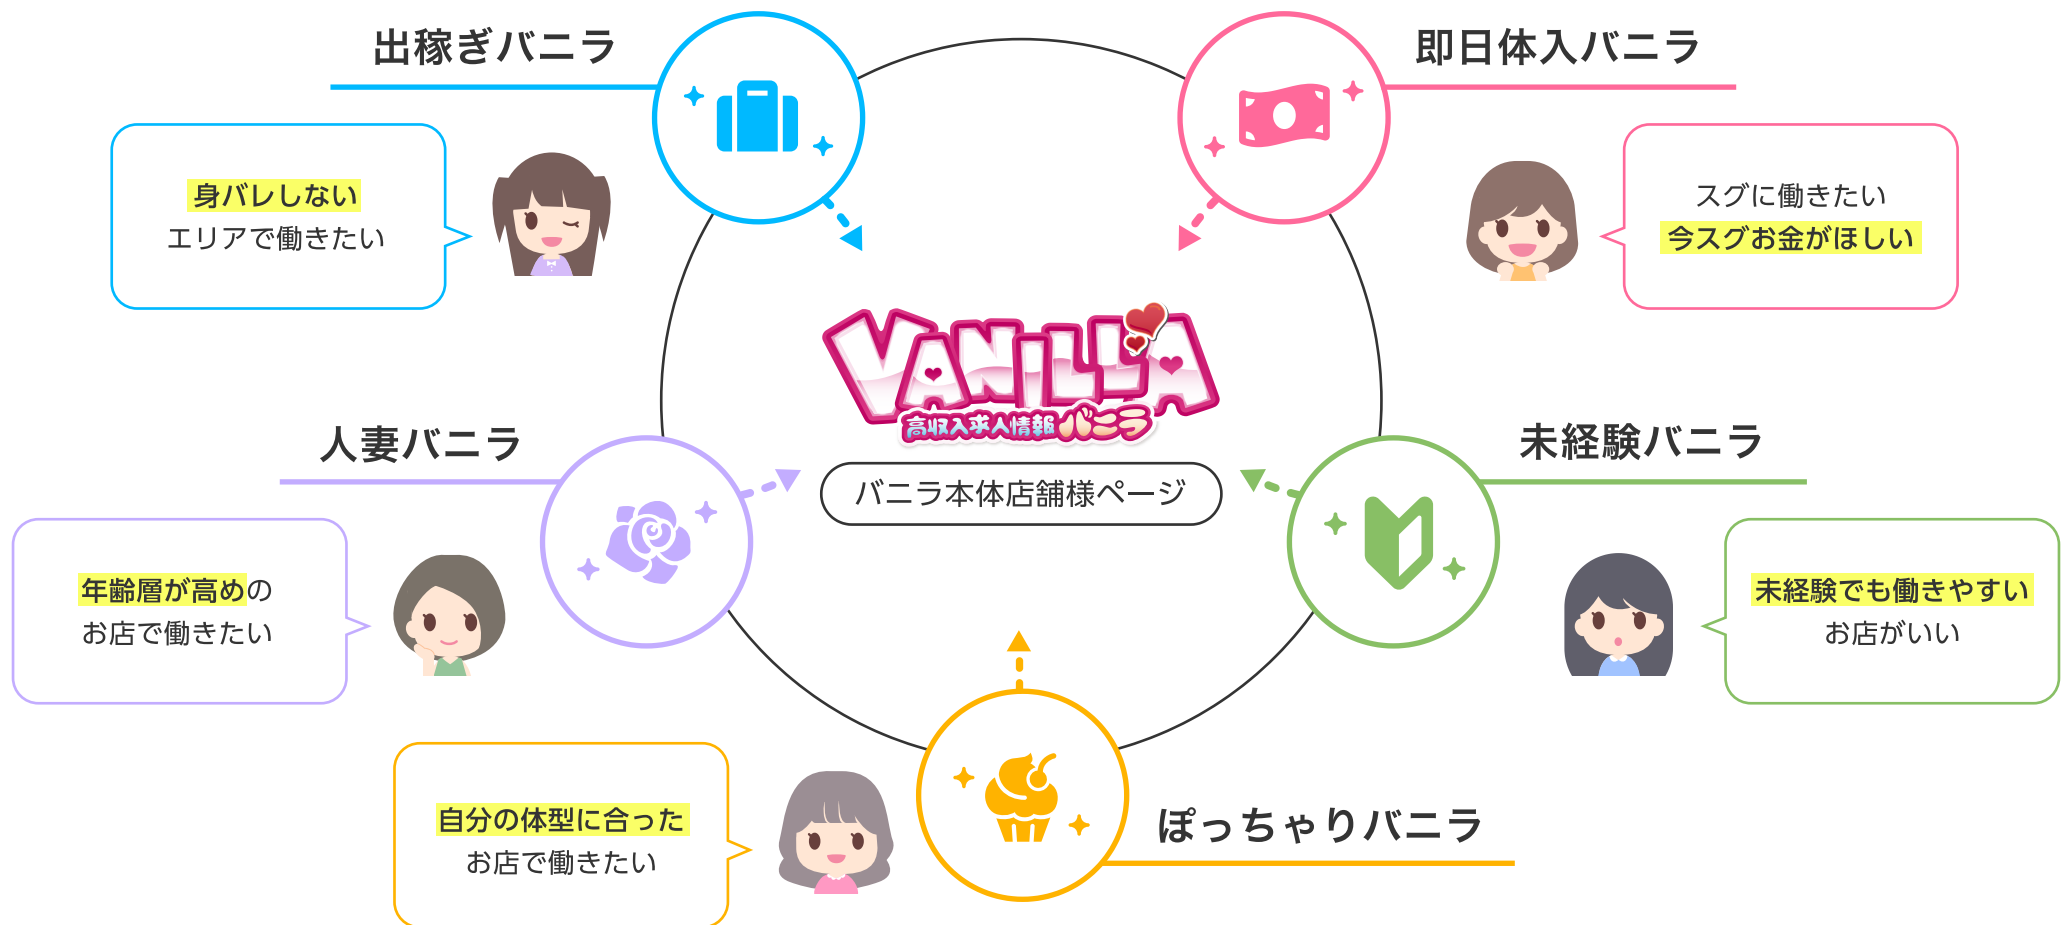 出稼ぎバニラ
身バレしない
エリアで働きたい
即日体入バニラ
スグに働きたい
今スグお金がほしい
VANILLA
高収入求人情報 バニラ
バニラ本体店舗様ページ
人妻バニラ
年齢層が高めの
お店で働きたい
未経験バニラ
未経験でも働きやすい
お店がいい
自分の体型に合った
お店で働きたい
ぽっちゃりバニラ